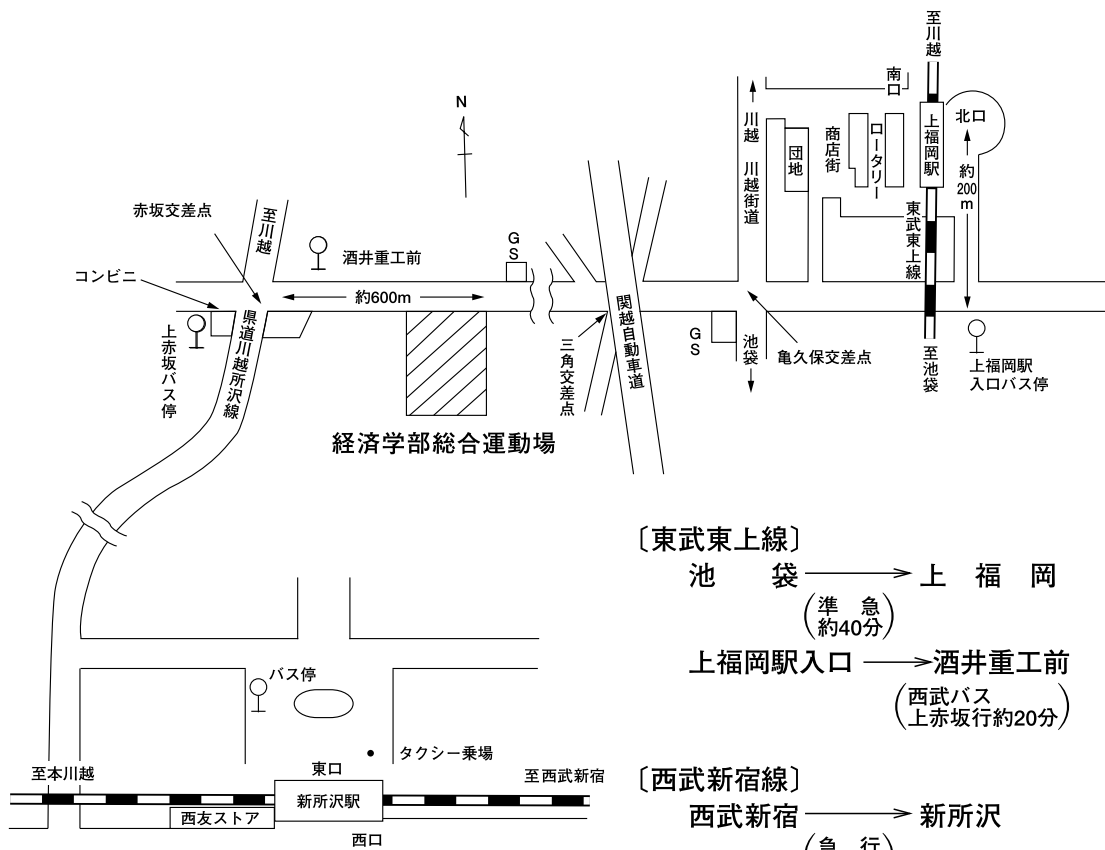 至川越
南口
北口
上福岡駅
ロータリー
商店街
団地
川越
川越街道
約200m
東武東上線
N
赤坂交差点
至川越
酒井重工前
GS
コンビニ
約600m
関越自動車道
県道川越所沢線
上赤坂バス停
三角交差点
GS
池袋
亀久保交差点
至池袋
上福岡駅
入口バス停
経済学部総合運動場
〔東武東上線〕
池袋 → 上福岡
(準急
約40分)
上福岡駅入口 → 酒井重工前
(西武バス
上赤坂行約20分)
バス停
タクシー乗場
至本川越
東口
至西武新宿
新所沢駅
西友ストア
西口
〔西武新宿線〕
西武新宿 → 新所沢
(急行